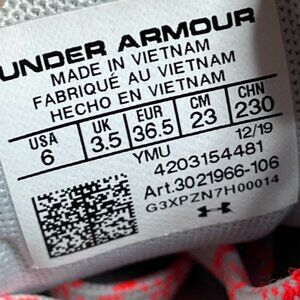 UNDER ARMOUR
MADE IN VIETNAM
FABRIQUÉ AU VIETNAM
HECHO EN VIETNAM
USA UK EUR CM CHN
6 3.5 36.5 23 230
YMU 12/19
4203154481
Art.3021966-106
G3XPZN7H00014